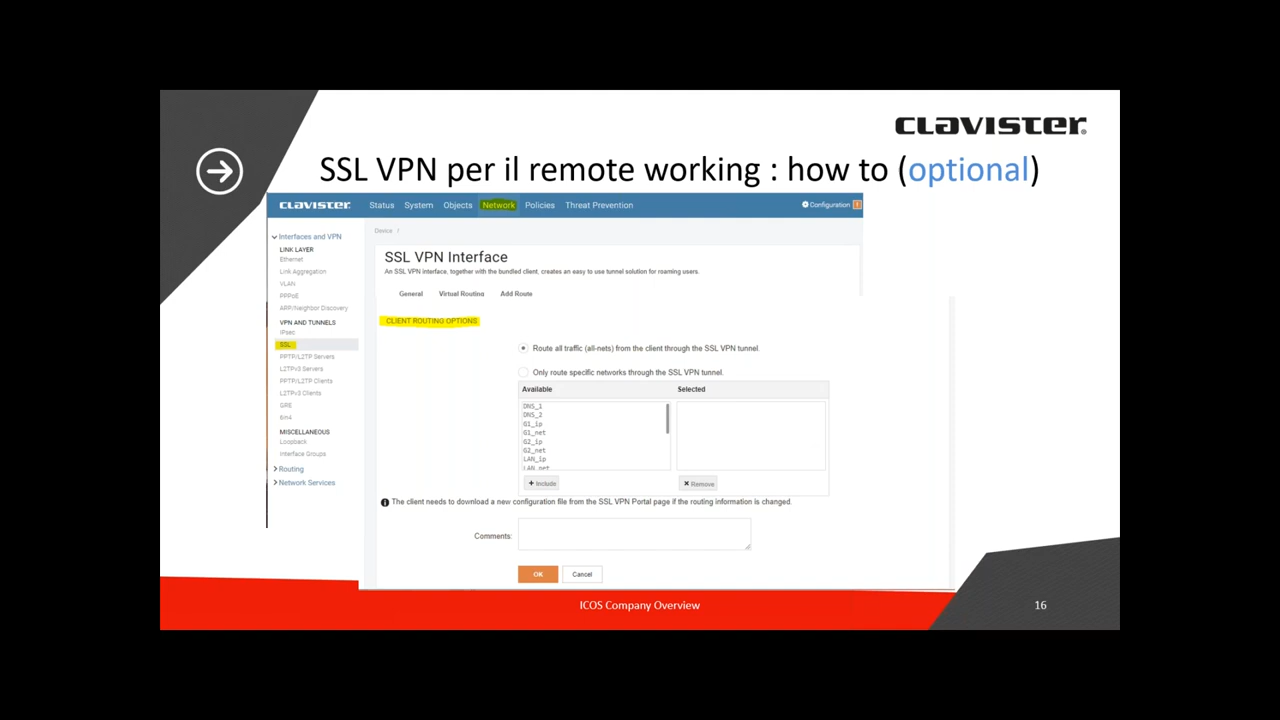 CLAVISTER®
SSL VPN per il remote working : how to (optional)
CLAVISTER Status System Objects Network Policies Threat Prevention Configuration
Interfaces and VPN
LINK LAYER
Ethernet
Link Aggregation
VLAN
PPPoE
ARP/Neighbor Discovery
VPN AND TUNNELS
IPsec
SSL
PPTP/L2TP Servers
L2TPv3 Servers
PPTP/L2TP Clients
L2TPv3 Clients
GRE
6in4
MISCELLANEOUS
Loopback
Interface Groups
Routing
Network Services
Device /
SSL VPN Interface
An SSL VPN interface, together with the bundled client, creates an easy to use tunnel solution for roaming users.
General Virtual Routing Add Route
CLIENT ROUTING OPTIONS
Route all traffic (all-nets) from the client through the SSL VPN tunnel.
Only route specific networks through the SSL VPN tunnel.
Available Selected
DNS_1
DNS_2
G1_ip
G1_net
G2_ip
G2_net
LAN_ip
LAN_net
+ Include × Remove
The client needs to download a new configuration file from the SSL VPN Portal page if the routing information is changed.
Comments:
OK Cancel
ICOS Company Overview
16